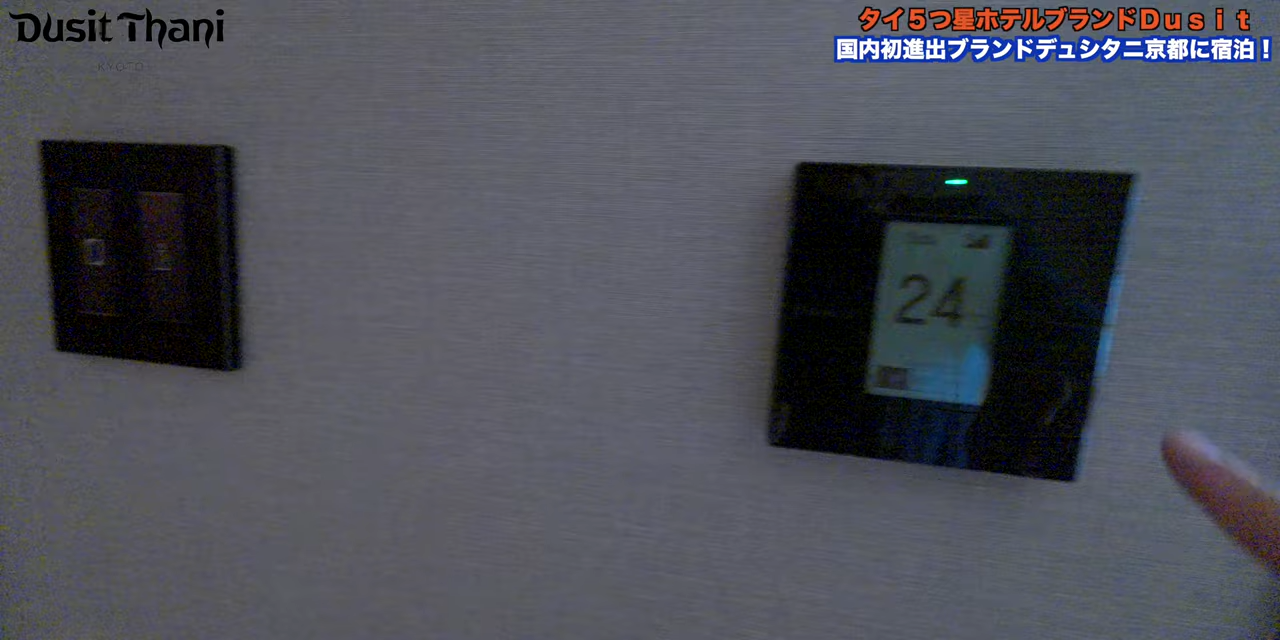 Dusit Thani
KYOTO
タイ5つ星ホテルブランドDusit
国内初進出ブランドデュシタニ京都に宿泊！
24